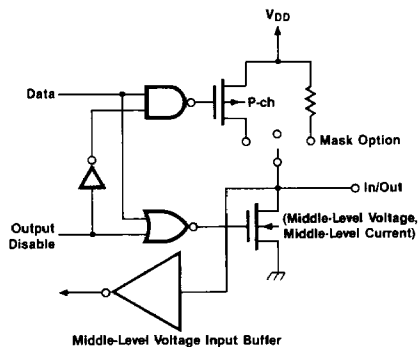 VDD
Data
P-ch
Mask Option
In/Out
Output
Disable
(Middle-Level Voltage,
Middle-Level Current)
Middle-Level Voltage Input Buffer